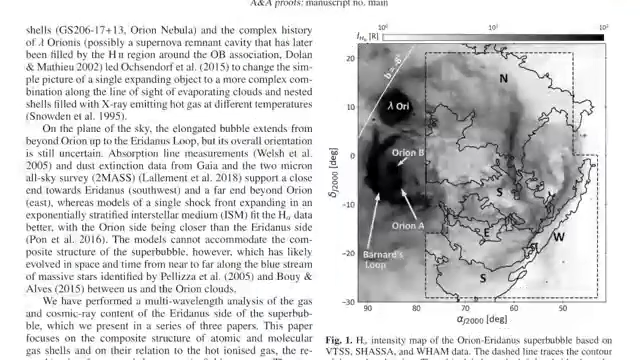 A&A proofs: manuscript no. main
shells (GS206-17+13, Orion Nebula) and the complex history
of λ Orionis (possibly a supernova remnant cavity that has later
been filled by the H II region around the OB association, Dolan
& Mathieu 2002) led Ochsendorf et al. (2015) to change the sim-
ple picture of a single expanding object to a more complex com-
bination along the line of sight of evaporating clouds and nested
shells filled with X-ray emitting hot gas at different temperatures
(Snowden et al. 1995).
On the plane of the sky, the elongated bubble extends from
beyond Orion up to the Eridanus Loop, but its overall orientation
is still uncertain. Absorption line measurements (Welsh et al.
2005) and dust extinction data from Gaia and the two micron
all-sky survey (2MASS) (Lallement et al. 2018) support a close
end towards Eridanus (southwest) and a far end beyond Orion
(east), whereas models of a single shock front expanding in an
exponentially stratified interstellar medium (ISM) fit the Hα data
better, with the Orion side being closer than the Eridanus side
(Pon et al. 2016). The models cannot accommodate the com-
posite structure of the superbubble, however, which has likely
evolved in space and time from near to far along the blue stream
of massive stars identified by Pellizza et al. (2005) and Bouy &
Alves (2015) between us and the Orion clouds.
We have performed a multi-wavelength analysis of the gas
and cosmic-ray content of the Eridanus side of the superbub-
ble, which we present in a series of three papers. This paper
focuses on the composite structure of atomic and molecular
gas shells and on their relation to the hot ionised gas, the re-
IHα [R] 10⁰ 10¹ 10²
b = -8°
N
λ Ori
Orion B
S
E
W
Orion A
Barnard's
Loop
S
20
10
0
−10
−20
−30
δJ2000 [deg]
90 80 70 60 50
αJ2000 [deg]
Fig. 1. Hα intensity map of the Orion-Eridanus superbubble based on
VTSS, SHASSA, and WHAM data. The dashed line traces the contour